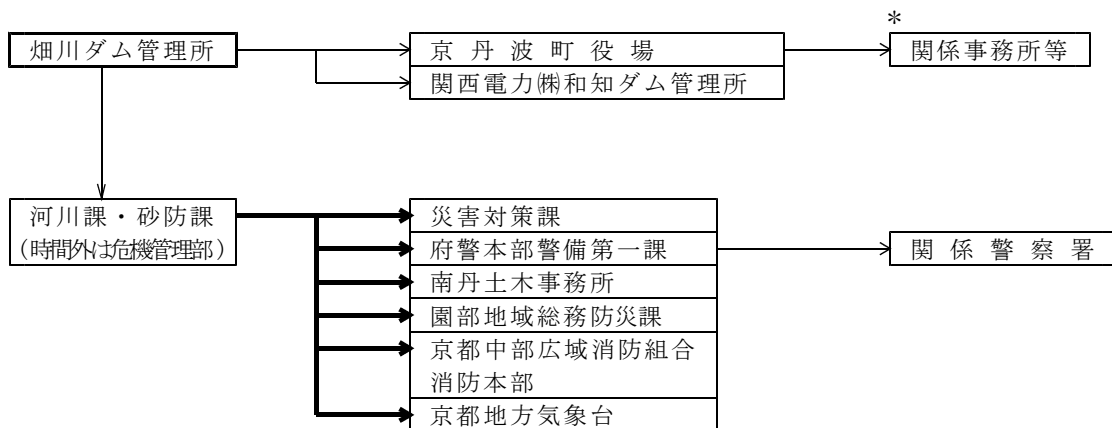 *
畑川ダム管理所
京丹波町役場
関係事務所等
関西電力㈱和知ダム管理所
河川課・砂防課
(時間外は危機管理部)
災害対策課
府警本部警備第一課
関係警察署
南丹土木事務所
園部地域総務防災課
京都中部広域消防組合
消防本部
京都地方気象台